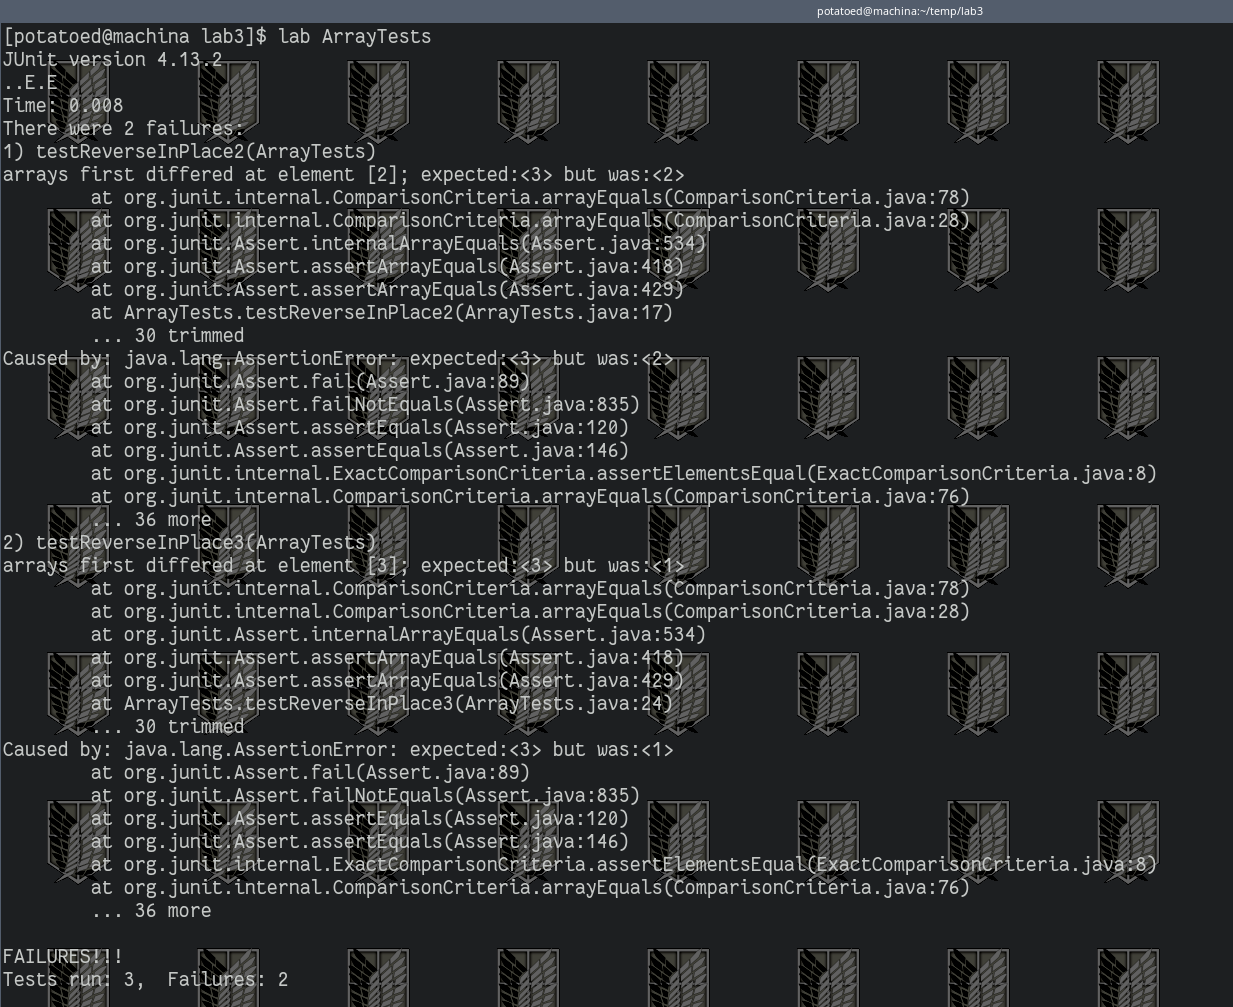 potatoed@machina:~/temp/lab3
[potatoed@machina lab3]$ lab ArrayTests
JUnit version 4.13.2
..E.E
Time: 0.008
There were 2 failures:
1) testReverseInPlace2(ArrayTests)
arrays first differed at element [2]; expected:<3> but was:<2>
        at org.junit.internal.ComparisonCriteria.arrayEquals(ComparisonCriteria.java:78)
        at org.junit.internal.ComparisonCriteria.arrayEquals(ComparisonCriteria.java:28)
        at org.junit.Assert.internalArrayEquals(Assert.java:534)
        at org.junit.Assert.assertArrayEquals(Assert.java:418)
        at org.junit.Assert.assertArrayEquals(Assert.java:429)
        at ArrayTests.testReverseInPlace2(ArrayTests.java:17)
        ... 30 trimmed
Caused by: java.lang.AssertionError: expected:<3> but was:<2>
        at org.junit.Assert.fail(Assert.java:89)
        at org.junit.Assert.failNotEquals(Assert.java:835)
        at org.junit.Assert.assertEquals(Assert.java:120)
        at org.junit.Assert.assertEquals(Assert.java:146)
        at org.junit.internal.ExactComparisonCriteria.assertElementsEqual(ExactComparisonCriteria.java:8)
        at org.junit.internal.ComparisonCriteria.arrayEquals(ComparisonCriteria.java:76)
        ... 36 more
2) testReverseInPlace3(ArrayTests)
arrays first differed at element [3]; expected:<3> but was:<1>
        at org.junit.internal.ComparisonCriteria.arrayEquals(ComparisonCriteria.java:78)
        at org.junit.internal.ComparisonCriteria.arrayEquals(ComparisonCriteria.java:28)
        at org.junit.Assert.internalArrayEquals(Assert.java:534)
        at org.junit.Assert.assertArrayEquals(Assert.java:418)
        at org.junit.Assert.assertArrayEquals(Assert.java:429)
        at ArrayTests.testReverseInPlace3(ArrayTests.java:24)
        ... 30 trimmed
Caused by: java.lang.AssertionError: expected:<3> but was:<1>
        at org.junit.Assert.fail(Assert.java:89)
        at org.junit.Assert.failNotEquals(Assert.java:835)
        at org.junit.Assert.assertEquals(Assert.java:120)
        at org.junit.Assert.assertEquals(Assert.java:146)
        at org.junit.internal.ExactComparisonCriteria.assertElementsEqual(ExactComparisonCriteria.java:8)
        at org.junit.internal.ComparisonCriteria.arrayEquals(ComparisonCriteria.java:76)
        ... 36 more
FAILURES!!!
Tests run: 3,  Failures: 2